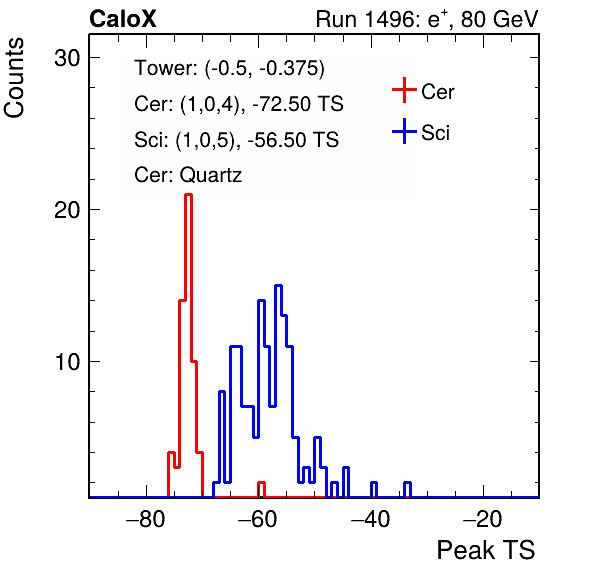 CaloX Run 1496: e⁺, 80 GeV
Counts
30
20
10
Tower: (-0.5, -0.375)
Cer: (1,0,4), -72.50 TS
Sci: (1,0,5), -56.50 TS
Cer: Quartz
Cer
Sci
−80 −60 −40 −20
Peak TS